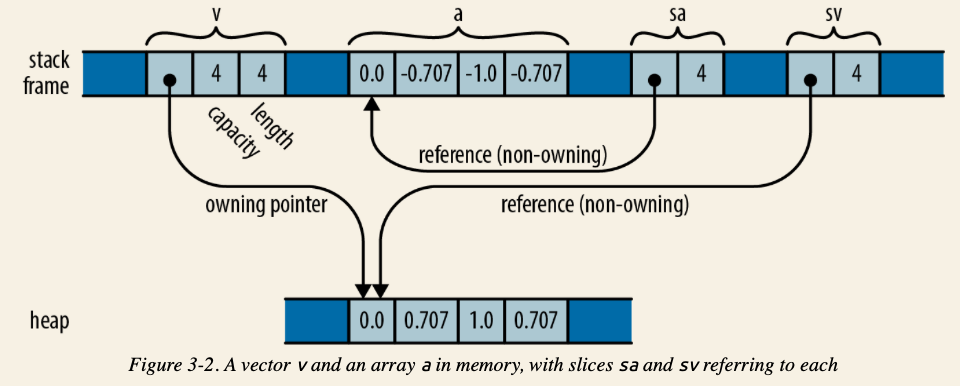 v a sa sv
stack
frame
4 4 0.0 -0.707 -1.0 -0.707 4 4
capacity
length
reference (non-owning)
owning pointer
reference (non-owning)
heap
0.0 0.707 1.0 0.707
Figure 3-2. A vector v and an array a in memory, with slices sa and sv referring to each